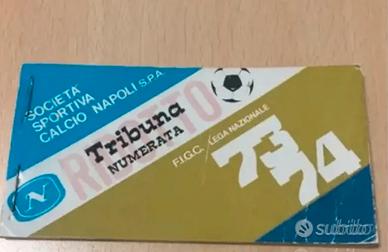 SOCIETA'
SPORTIVA
CALCIO NAPOLI S.P.A.
RIDOTTO
Tribuna
NUMERATA
F.I.G.C. / LEGA NAZIONALE
73
74
N
subito